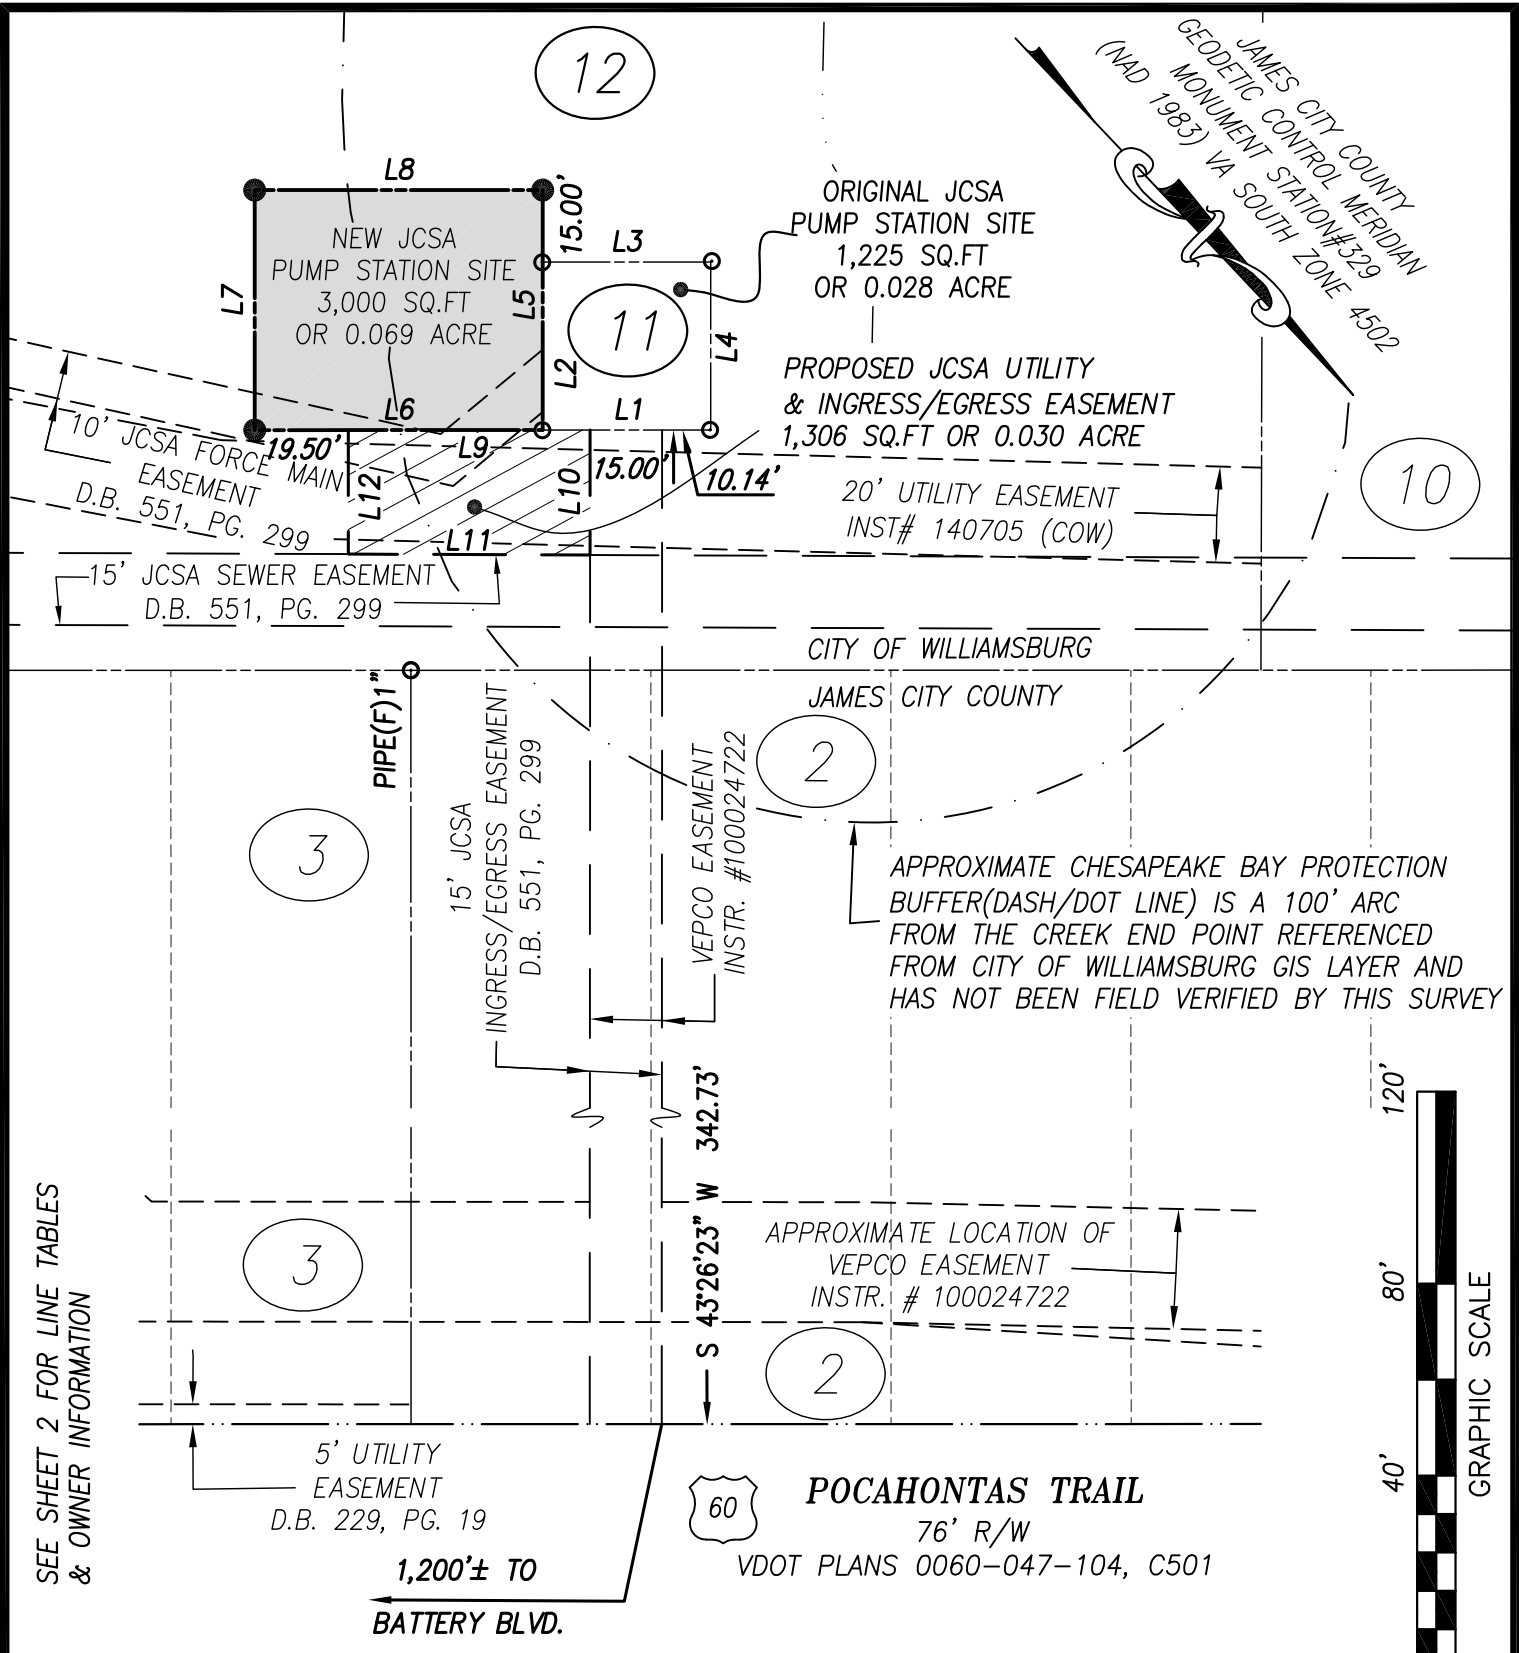 12
JAMES CITY COUNTY
GEODETIC CONTROL MERIDIAN
MONUMENT STATION#329
(NAD 1983) VA SOUTH ZONE 4502
L8
15.00'
NEW JCSA
PUMP STATION SITE
3,000 SQ.FT
OR 0.069 ACRE
L7
L5
L3
ORIGINAL JCSA
PUMP STATION SITE
1,225 SQ.FT
OR 0.028 ACRE
11
L4
L2
L6
L1
PROPOSED JCSA UTILITY
& INGRESS/EGRESS EASEMENT
1,306 SQ.FT OR 0.030 ACRE
19.50'
L9
15.00'
10.14'
10' JCSA FORCE MAIN
EASEMENT
D.B. 551, PG. 299
L12
L10
L11
20' UTILITY EASEMENT
INST# 140705 (COW)
10
15' JCSA SEWER EASEMENT
D.B. 551, PG. 299
CITY OF WILLIAMSBURG
JAMES CITY COUNTY
PIPE(F)1"
2
3
15' JCSA
INGRESS/EGRESS EASEMENT
D.B. 551, PG. 299
VEPCO EASEMENT
INSTR. #100024722
APPROXIMATE CHESAPEAKE BAY PROTECTION
BUFFER(DASH/DOT LINE) IS A 100' ARC
FROM THE CREEK END POINT REFERENCED
FROM CITY OF WILLIAMSBURG GIS LAYER AND
HAS NOT BEEN FIELD VERIFIED BY THIS SURVEY
S 43°26'23" W 342.73'
3
APPROXIMATE LOCATION OF
VEPCO EASEMENT
INSTR. # 100024722
2
120'
80'
40'
GRAPHIC SCALE
SEE SHEET 2 FOR LINE TABLES
& OWNER INFORMATION
5' UTILITY
EASEMENT
D.B. 229, PG. 19
60
POCAHONTAS TRAIL
76' R/W
VDOT PLANS 0060-047-104, C501
1,200'± TO
BATTERY BLVD.